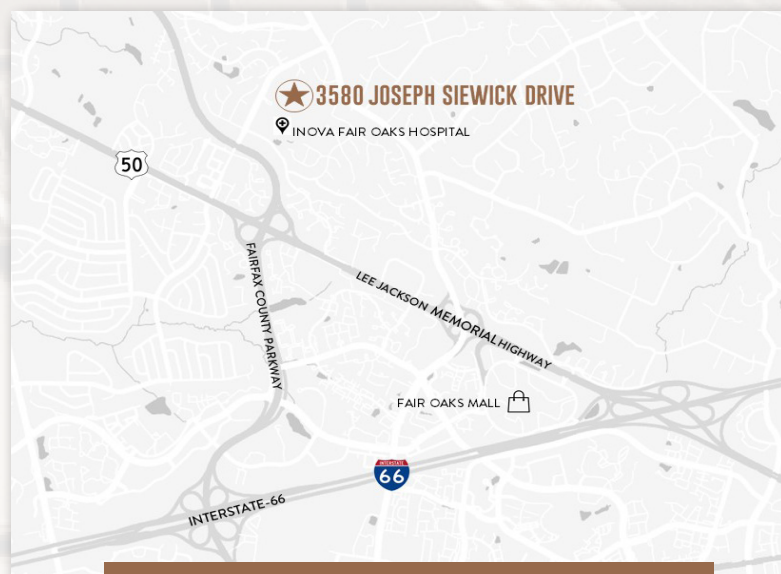 3580 JOSEPH SIEWICK DRIVE
INOVA FAIR OAKS HOSPITAL
50
FAIRFAX COUNTY PARKWAY
LEE JACKSON MEMORIAL HIGHWAY
FAIR OAKS MALL
INTERSTATE
66
INTERSTATE-66